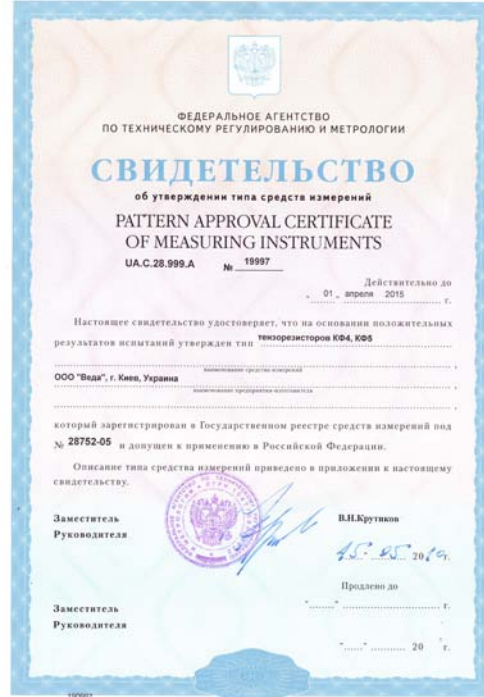 ФЕДЕРАЛЬНОЕ АГЕНТСТВО
ПО ТЕХНИЧЕСКОМУ РЕГУЛИРОВАНИЮ И МЕТРОЛОГИИ
СВИДЕТЕЛЬСТВО
об утверждении типа средств измерений
PATTERN APPROVAL CERTIFICATE
OF MEASURING INSTRUMENTS
UA.C.28.999.A № 19997
Действительно до
" 01 " апреля 2015 г.
Настоящее свидетельство удостоверяет, что на основании положительных
результатов испытаний утвержден тип тензорезисторов КФ4, КФ5
наименование средства измерений
ООО "Веда", г. Киев, Украина
наименование предприятия-изготовителя
который зарегистрирован в Государственном реестре средств измерений под
№ 28752-05 и допущен к применению в Российской Федерации.
Описание типа средства измерений приведено в приложении к настоящему
свидетельству.
Заместитель
Руководителя
В.Н.Крутиков
20 г.
Продлено до
" " г.
Заместитель
Руководителя
" " 20 г.